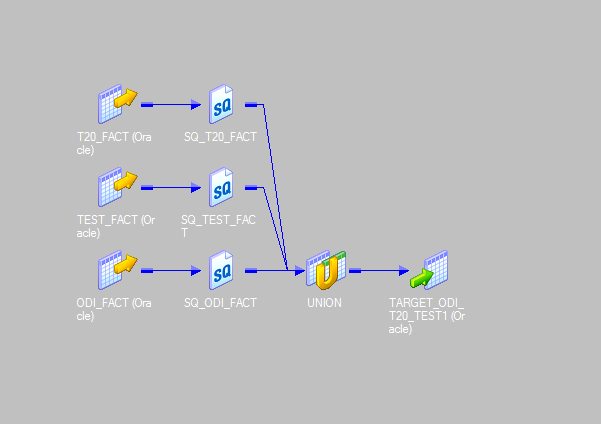 SQ
T20_FACT (Ora
cle)
SQ_T20_FACT
SQ
TEST_FACT (Or
acle)
SQ_TEST_FAC
T
SQ
U
ODI_FACT (Ora
cle)
SQ_ODI_FACT
UNION
TARGET_ODI_
T20_TEST1 (Or
acle)